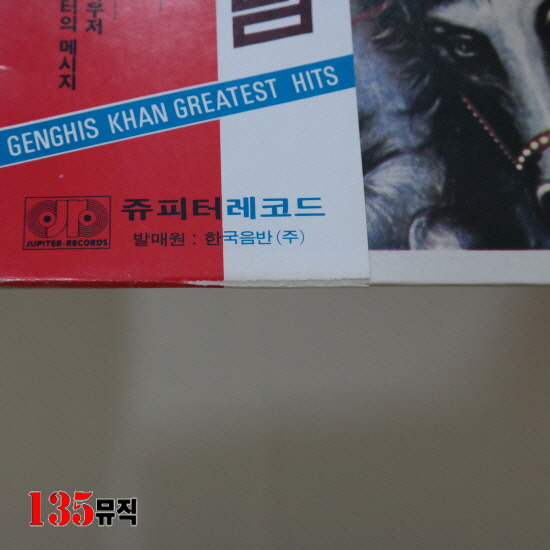 우저
터의 메시지
GENGHIS KHAN GREATEST HITS
JUPITER-RECORDS
쥬피터레코드
발매원 : 한국음반(주)
135뮤직